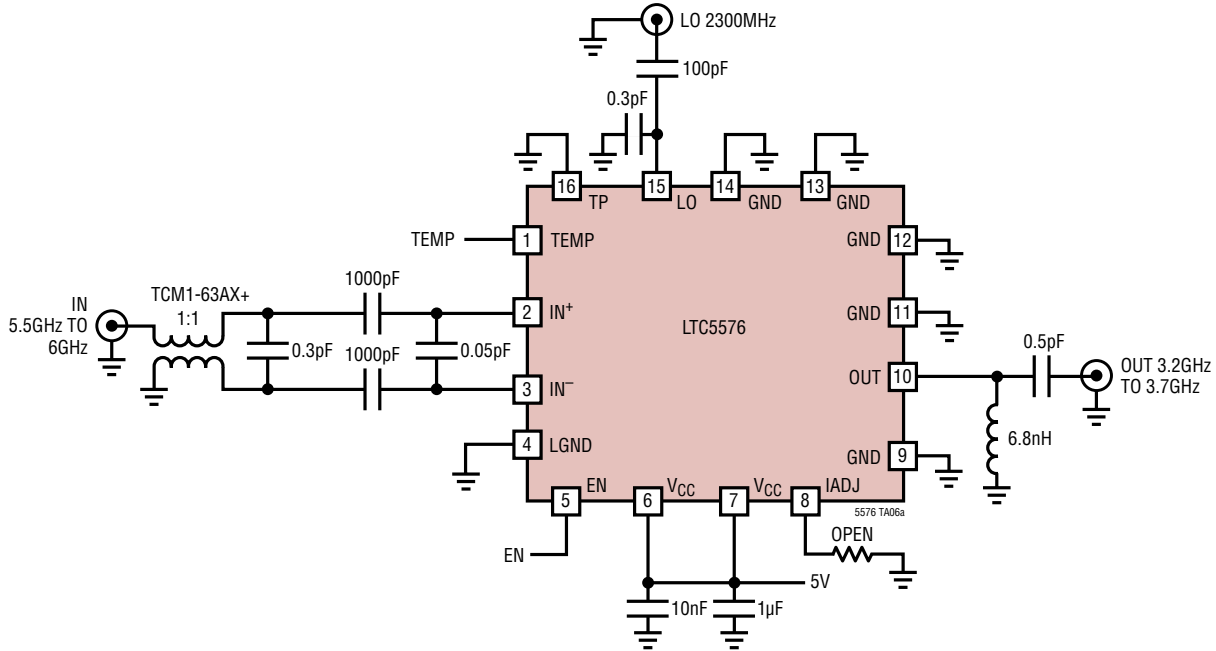 LO 2300MHz
100pF
0.3pF
16
15
14
13
TP
LO
GND
GND
TEMP
1
TEMP
GND
12
IN
5.5GHz TO
6GHz
TCM1-63AX+
1:1
1000pF
2
IN+
0.3pF
1000pF
0.05pF
LTC5576
GND
11
3
IN−
OUT
10
0.5pF
OUT 3.2GHz
TO 3.7GHz
6.8nH
4
LGND
GND
9
EN
VCC
VCC
IADJ
5
6
7
8
5576 TA06a
EN
OPEN
5V
10nF
1µF